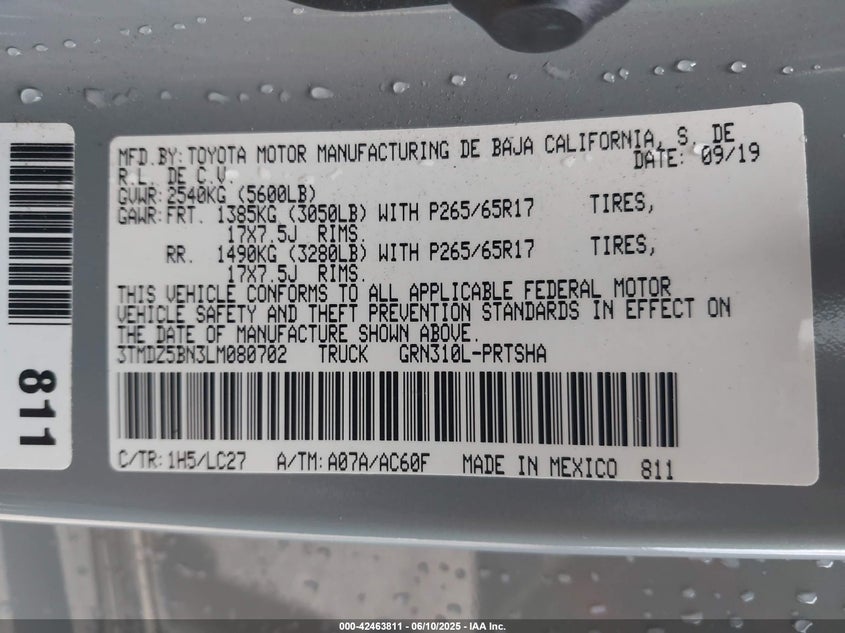 MFD.BY:TOYOTA MOTOR MANUFACTURING DE BAJA CALIFORNIA, S. DE
R.L. DE C.V. DATE: 09/19
GVWR:2540KG (5600LB)
GAWR:FRT. 1385KG (3050LB) WITH P265/65R17 TIRES,
17X7.5J RIMS.
RR. 1490KG (3280LB) WITH P265/65R17 TIRES,
17X7.5J RIMS.
THIS VEHICLE CONFORMS TO ALL APPLICABLE FEDERAL MOTOR
VEHICLE SAFETY AND THEFT PREVENTION STANDARDS IN EFFECT ON
THE DATE OF MANUFACTURE SHOWN ABOVE.
3TMDZ5BN3LM080702 TRUCK GRN310L-PRTSHA
C/TR:1H5/LC27 A/TM:A07A/AC60F MADE IN MEXICO 811
811
000-42463811 - 06/10/2025 - IAA Inc.